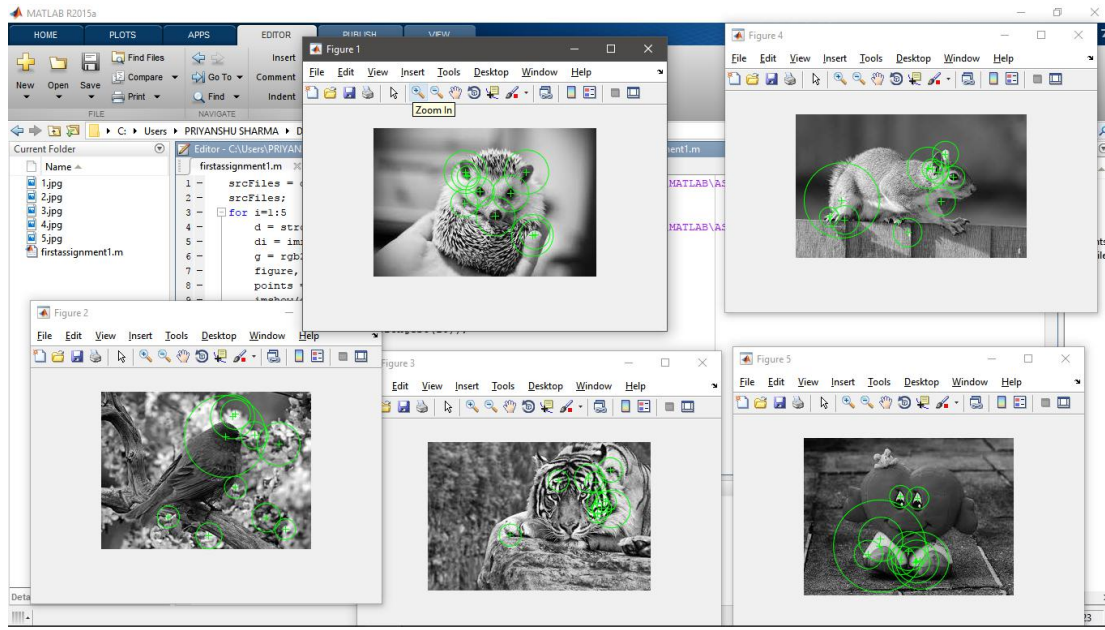 MATLAB R2015a
HOME PLOTS APPS EDITOR PUBLISH VIEW
New Open Save
Find Files
Compare
Print
Go To
Find
Insert
Comment
Indent
FILE NAVIGATE
C: Users PRIYANSHU SHARMA
Current Folder
Name
1.jpg
2.jpg
3.jpg
4.jpg
5.jpg
firstassignment1.m
Editor - C:\Users\PRIYAN
firstassignment1.m
1 - srcFiles =
2 - srcFiles;
3 - for i=1:5
4 -
5 -
6 -
7 - figure,
8 - points
MATLAB\AS
MATLAB\AS
Figure 1
File Edit View Insert Tools Desktop Window Help
Zoom In
Figure 4
File Edit View Insert Tools Desktop Window Help
Figure 2
File Edit View Insert Tools Desktop Window Help
Figure 3
Edit View Insert Tools Desktop Window Help
Figure 5
File Edit View Insert Tools Desktop Window Help